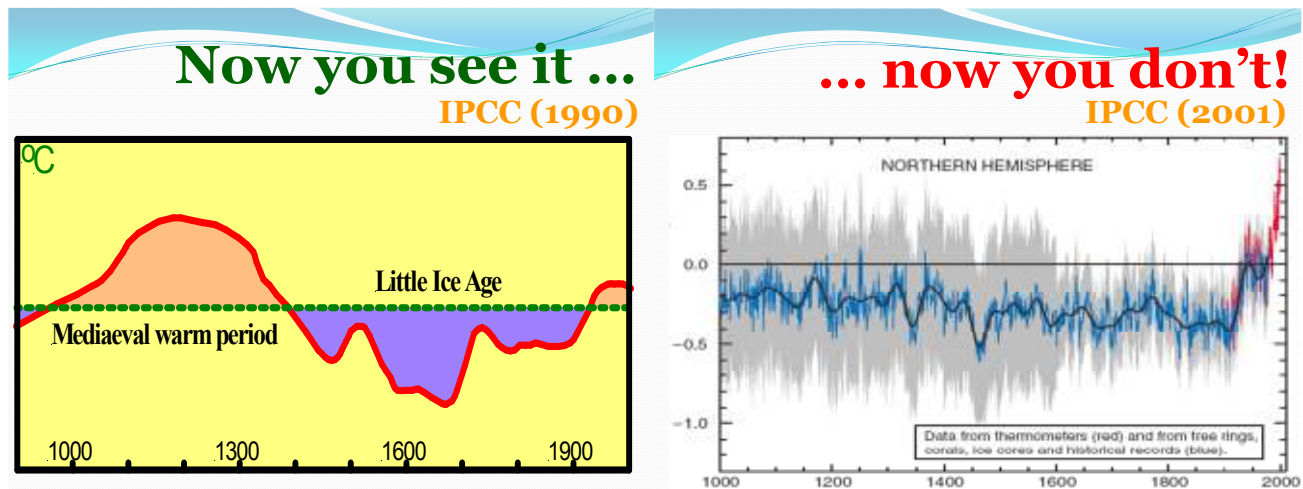 Now you see it ...
IPCC (1990)
ºC
Little Ice Age
Mediaeval warm period
1000 1300 1600 1900
... now you don't!
IPCC (2001)
NORTHERN HEMISPHERE
0.5
0.0
−0.5
−1.0
Data from thermometers (red) and from tree rings,
corals, ice cores and historical records (blue).
1000 1200 1400 1600 1800 2000